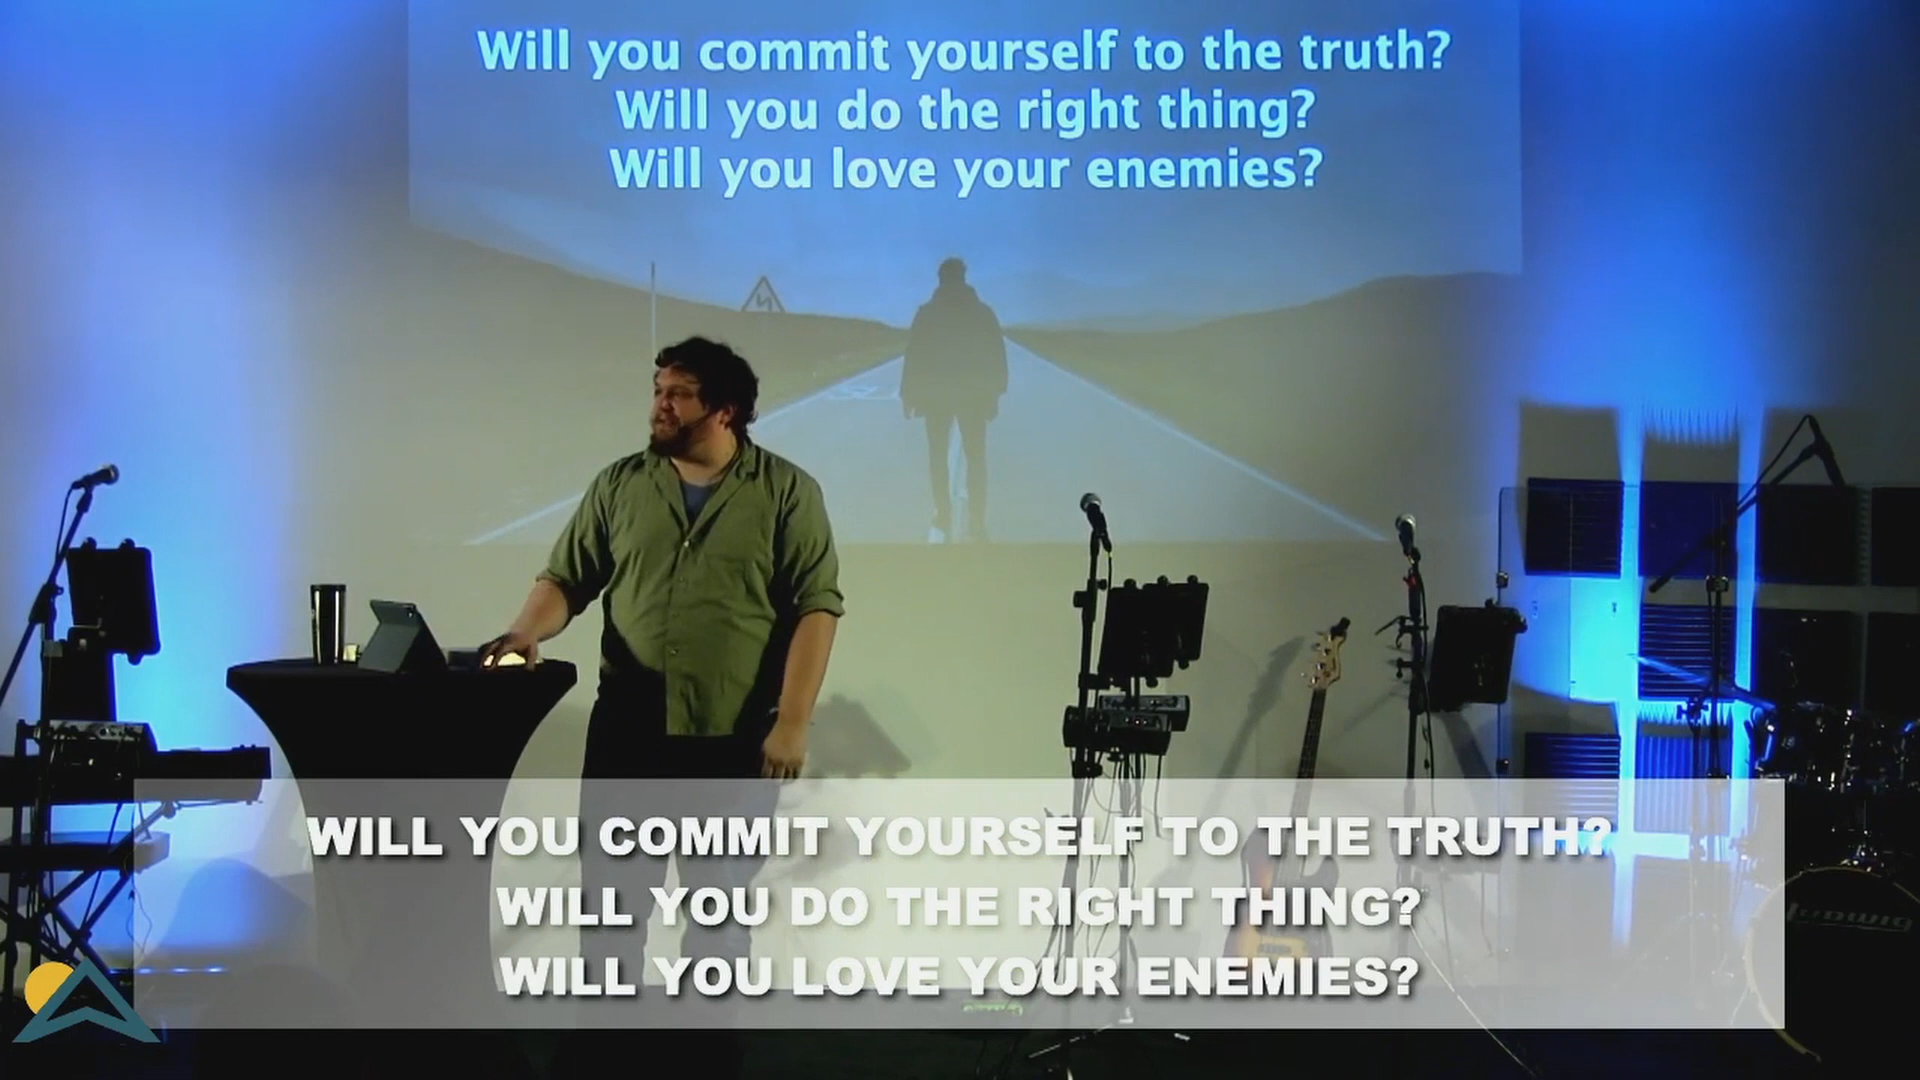 Will you commit yourself to the truth?
Will you do the right thing?
Will you love your enemies?
WILL YOU COMMIT YOURSELF TO THE TRUTH?
WILL YOU DO THE RIGHT THING?
WILL YOU LOVE YOUR ENEMIES?
Ludwig